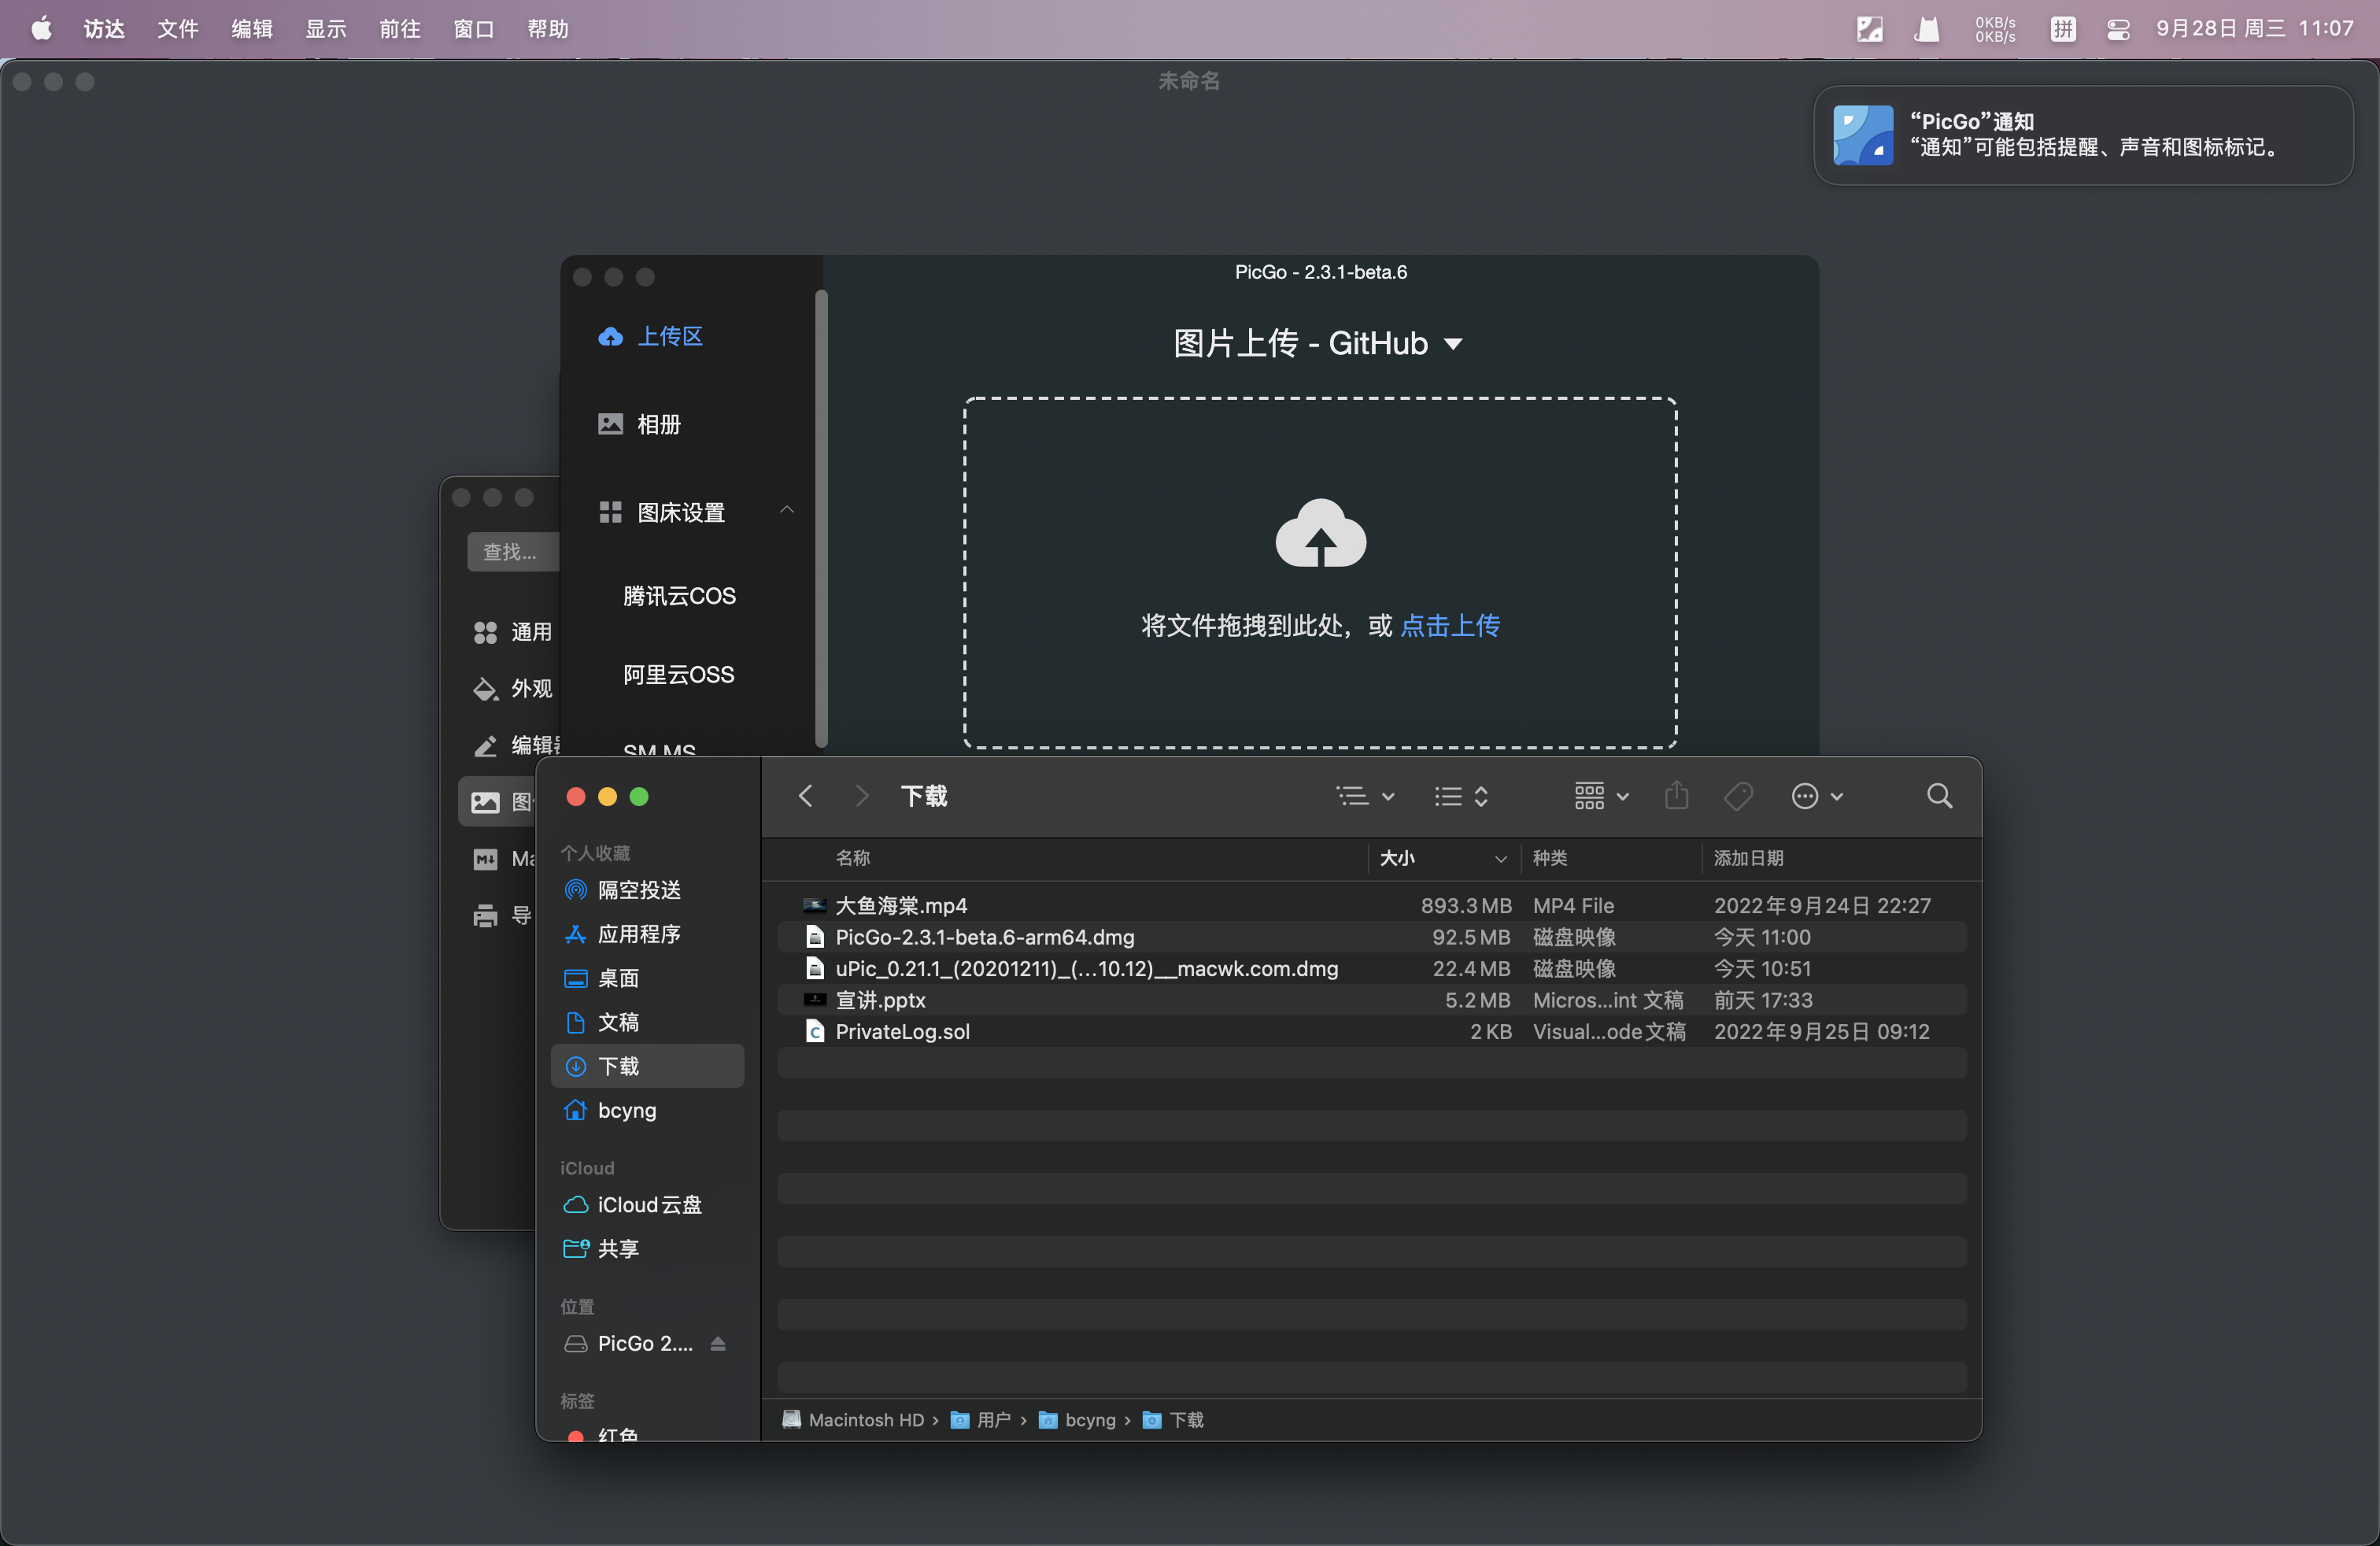 访达 文件 编辑 显示 前往 窗口 帮助
0KB/s
0KB/s
拼
9月28日 周三 11:07
未命名
“PicGo”通知
“通知”可能包括提醒、声音和图标标记。
PicGo - 2.3.1-beta.6
上传区
相册
图床设置
腾讯云COS
阿里云OSS
SM.MS
图片上传 - GitHub
将文件拖拽到此处，或 点击上传
查找...
通用
外观
编辑器
图
Ma
导
下载
个人收藏
隔空投送
应用程序
桌面
文稿
下载
bcyng
iCloud
iCloud云盘
共享
位置
PicGo 2....
标签
红色
名称 大小 种类 添加日期
大鱼海棠.mp4 893.3 MB MP4 File 2022年9月24日 22:27
PicGo-2.3.1-beta.6-arm64.dmg 92.5 MB 磁盘映像 今天 11:00
uPic_0.21.1_(20201211)_(...10.12)__macwk.com.dmg 22.4 MB 磁盘映像 今天 10:51
宣讲.pptx 5.2 MB Micros...int 文稿 前天 17:33
PrivateLog.sol 2 KB Visual...ode文稿 2022年9月25日 09:12
Macintosh HD › 用户 › bcyng › 下载